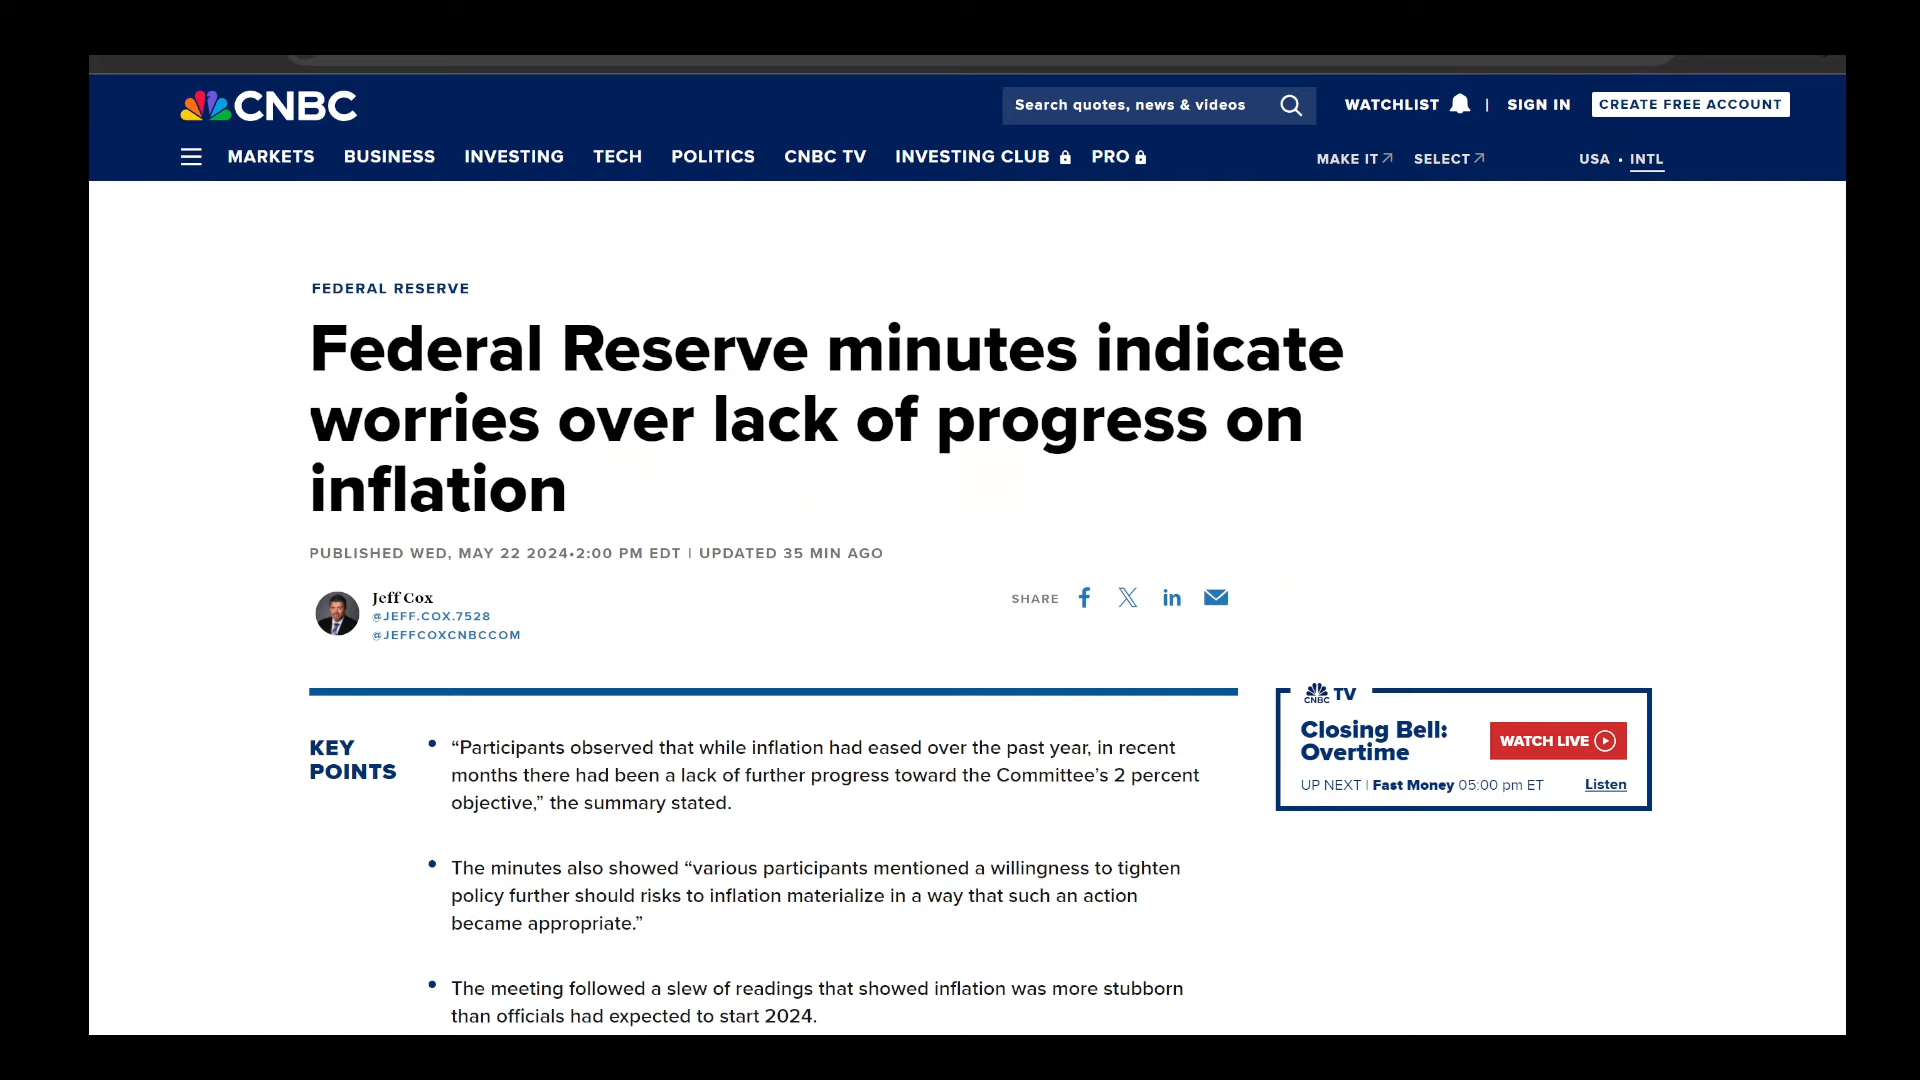 CNBC
Search quotes, news & videos
WATCHLIST | SIGN IN CREATE FREE ACCOUNT
MARKETS BUSINESS INVESTING TECH POLITICS CNBC TV INVESTING CLUB PRO MAKE IT SELECT USA • INTL
FEDERAL RESERVE
Federal Reserve minutes indicate
worries over lack of progress on
inflation
PUBLISHED WED, MAY 22 2024•2:00 PM EDT | UPDATED 35 MIN AGO
Jeff Cox
@JEFF.COX.7528
@JEFFCOXCNBCCOM
SHARE
KEY
POINTS
• “Participants observed that while inflation had eased over the past year, in recent
months there had been a lack of further progress toward the Committee’s 2 percent
objective,” the summary stated.
• The minutes also showed “various participants mentioned a willingness to tighten
policy further should risks to inflation materialize in a way that such an action
became appropriate.”
• The meeting followed a slew of readings that showed inflation was more stubborn
than officials had expected to start 2024.
CNBC TV
Closing Bell:
Overtime
WATCH LIVE
UP NEXT | Fast Money 05:00 pm ET
Listen